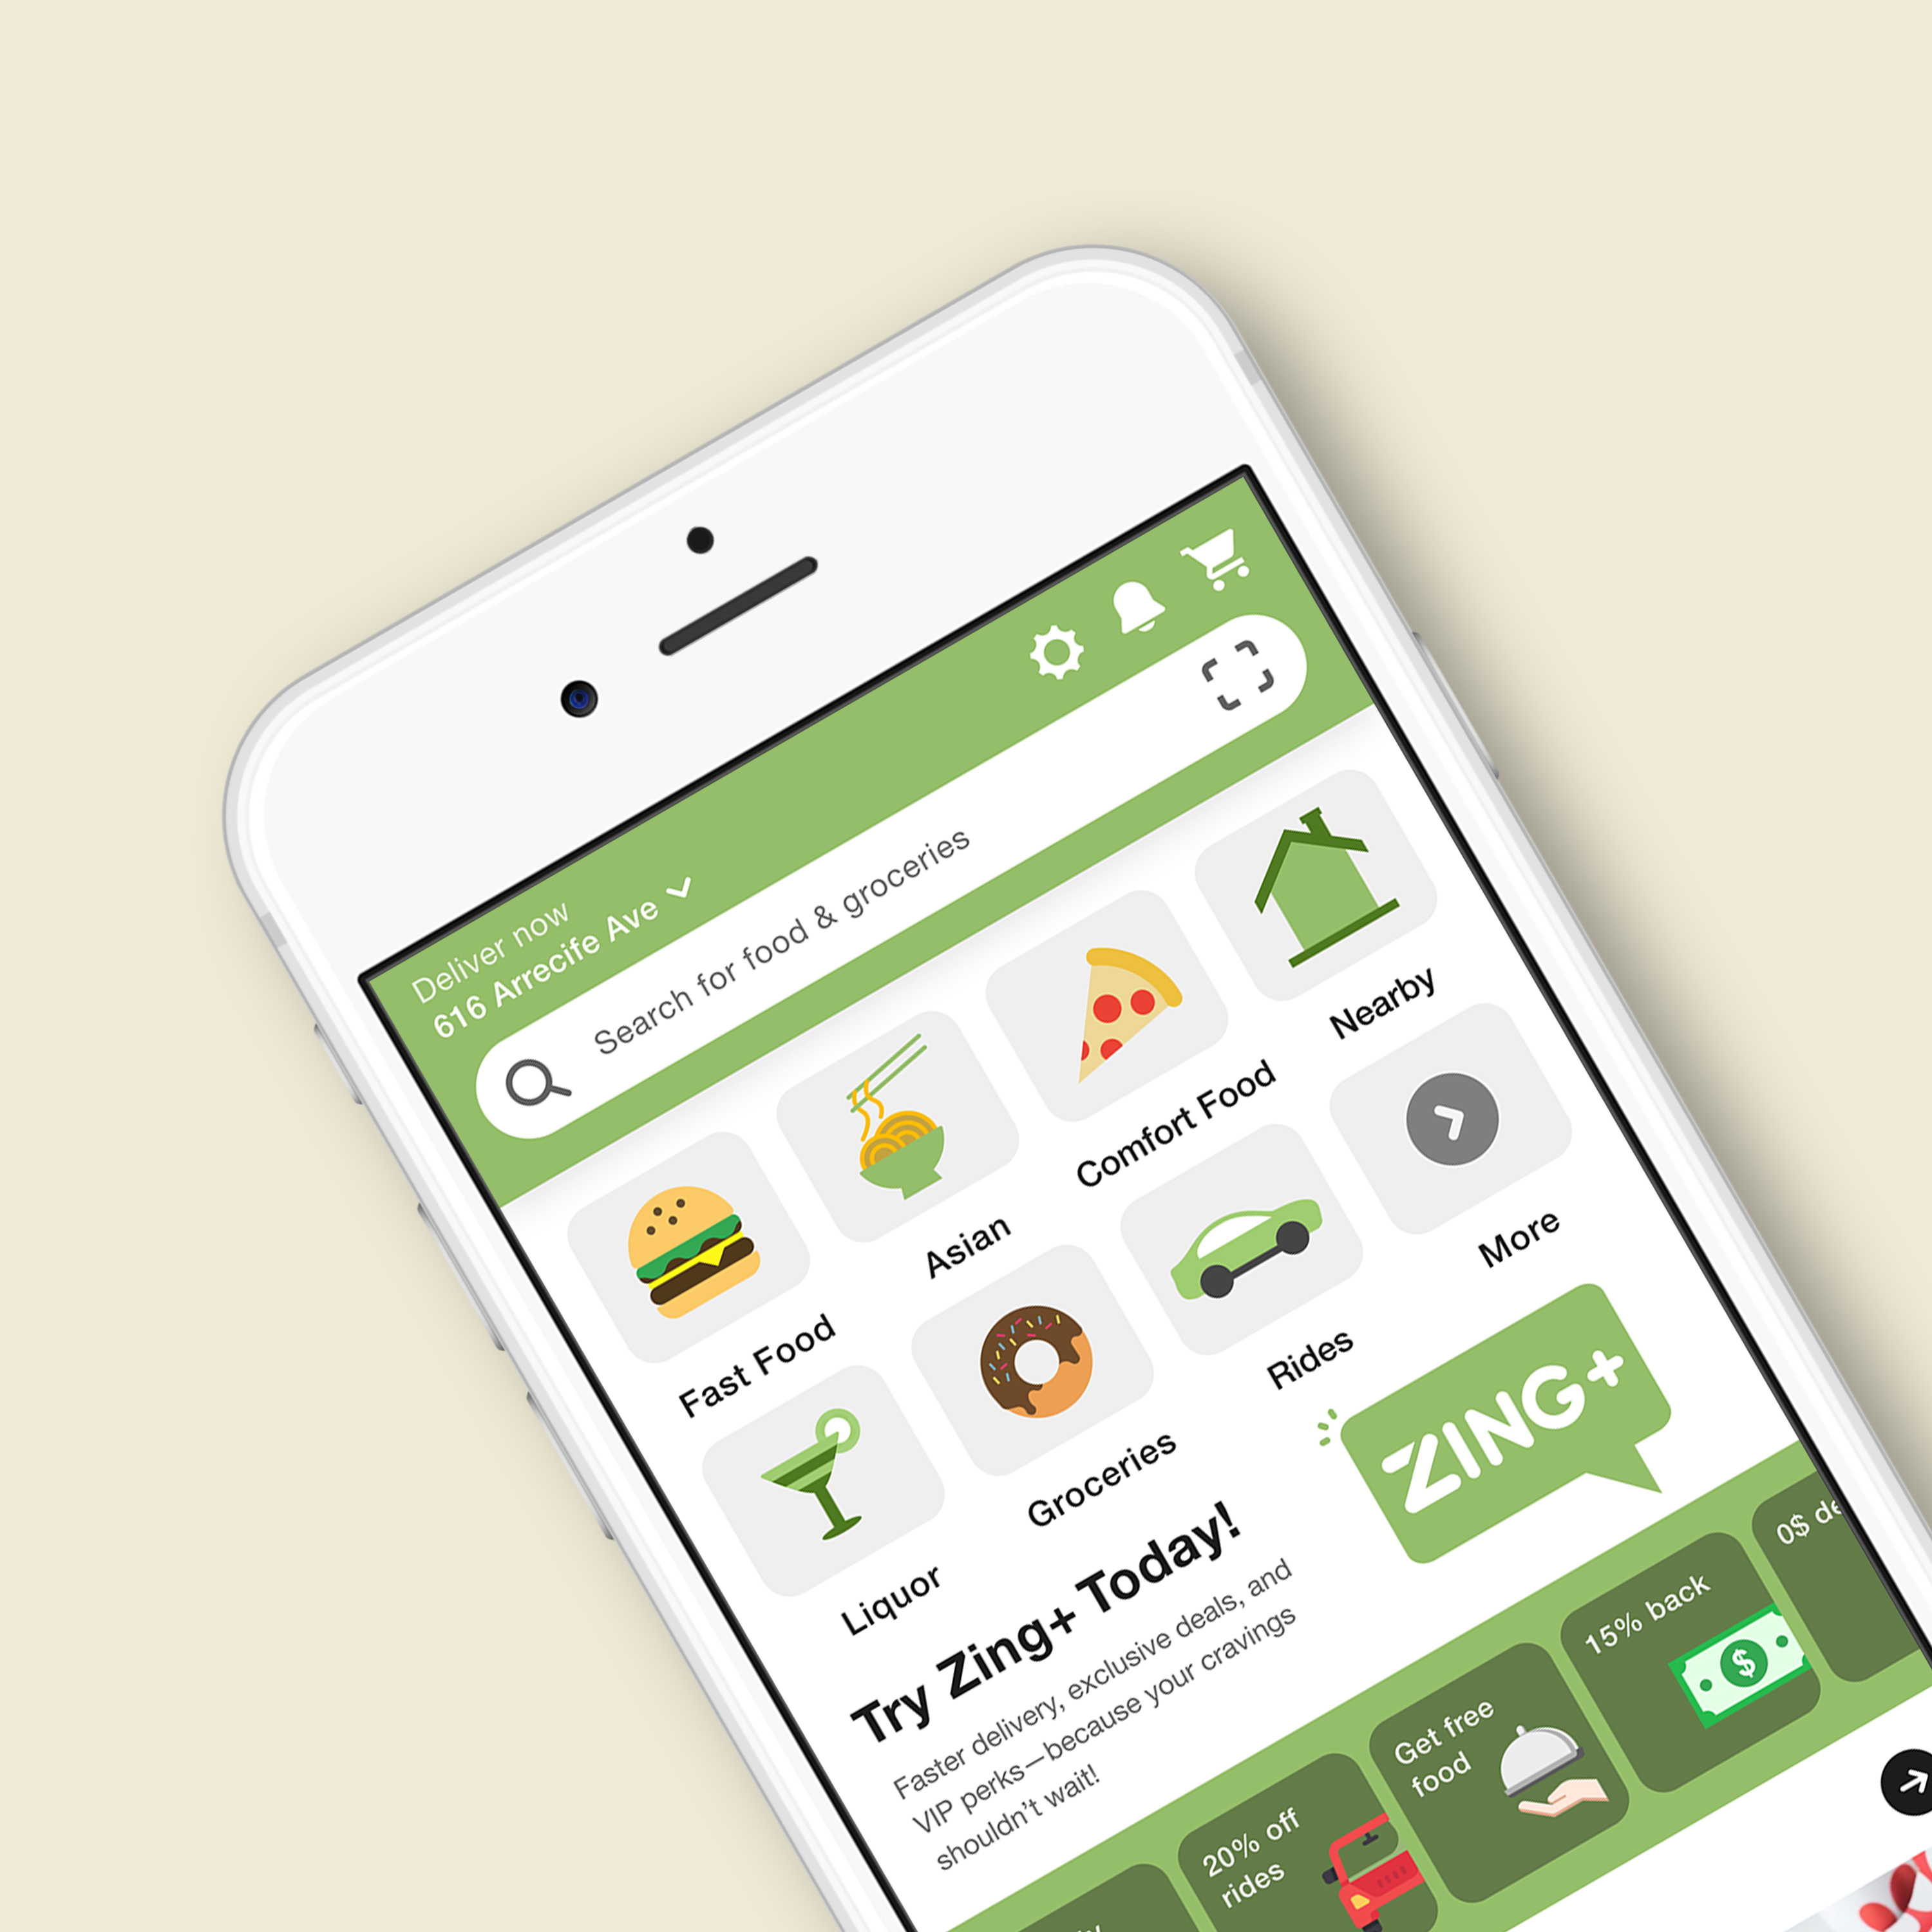 Deliver now
616 Arrecife Ave
Search for food & groceries
Fast Food
Asian
Comfort Food
Nearby
Liquor
Groceries
Rides
More
Try Zing+ Today!
Faster delivery, exclusive deals, and
VIP perks—because your cravings
shouldn't wait!
ZING+
20% off
rides
Get free
food
15% back
$
0$